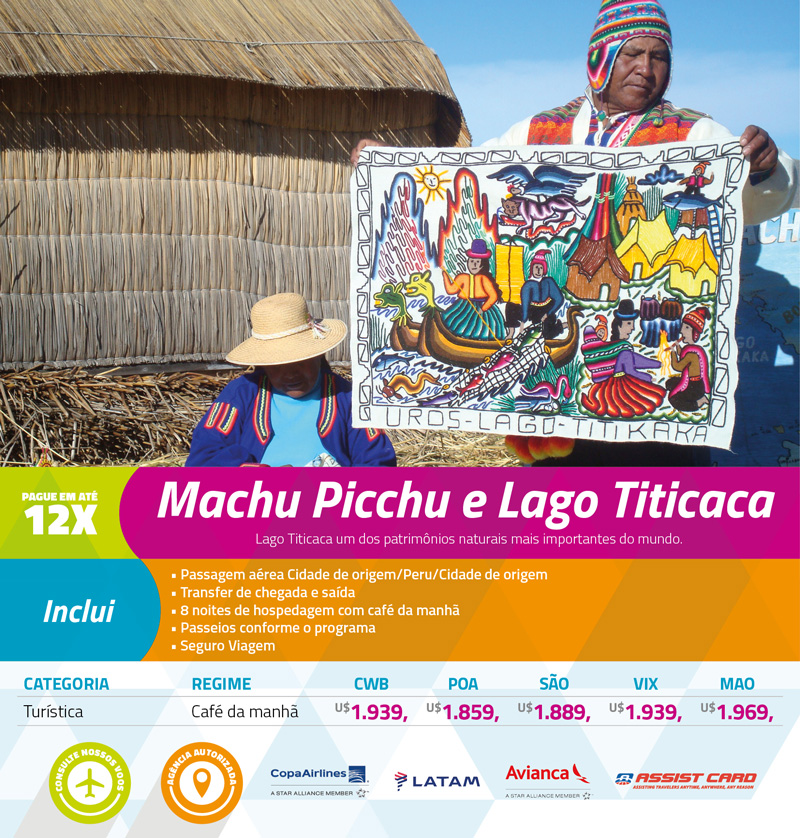 UROS-LAGO-TITIKAKA
PAGUE EM ATÉ
12X
Machu Picchu e Lago Titicaca
Lago Titicaca um dos patrimônios naturais mais importantes do mundo.
Inclui
▪ Passagem aérea Cidade de origem/Peru/Cidade de origem
▪ Transfer de chegada e saída
▪ 8 noites de hospedagem com café da manhã
▪ Passeios conforme o programa
▪ Seguro Viagem
CATEGORIA REGIME CWB POA SÃO VIX MAO
Turística Café da manhã U$1.939, U$1.859, U$1.889, U$1.939, U$1.969,
CONSULTE NOSSOS VOOS
AGÊNCIA AUTORIZADA
CopaAirlines
A STAR ALLIANCE MEMBER
LATAM
Avianca
A STAR ALLIANCE MEMBER
ASSIST CARD
ASSISTING TRAVELERS ANYTIME, ANYWHERE, ANY REASON